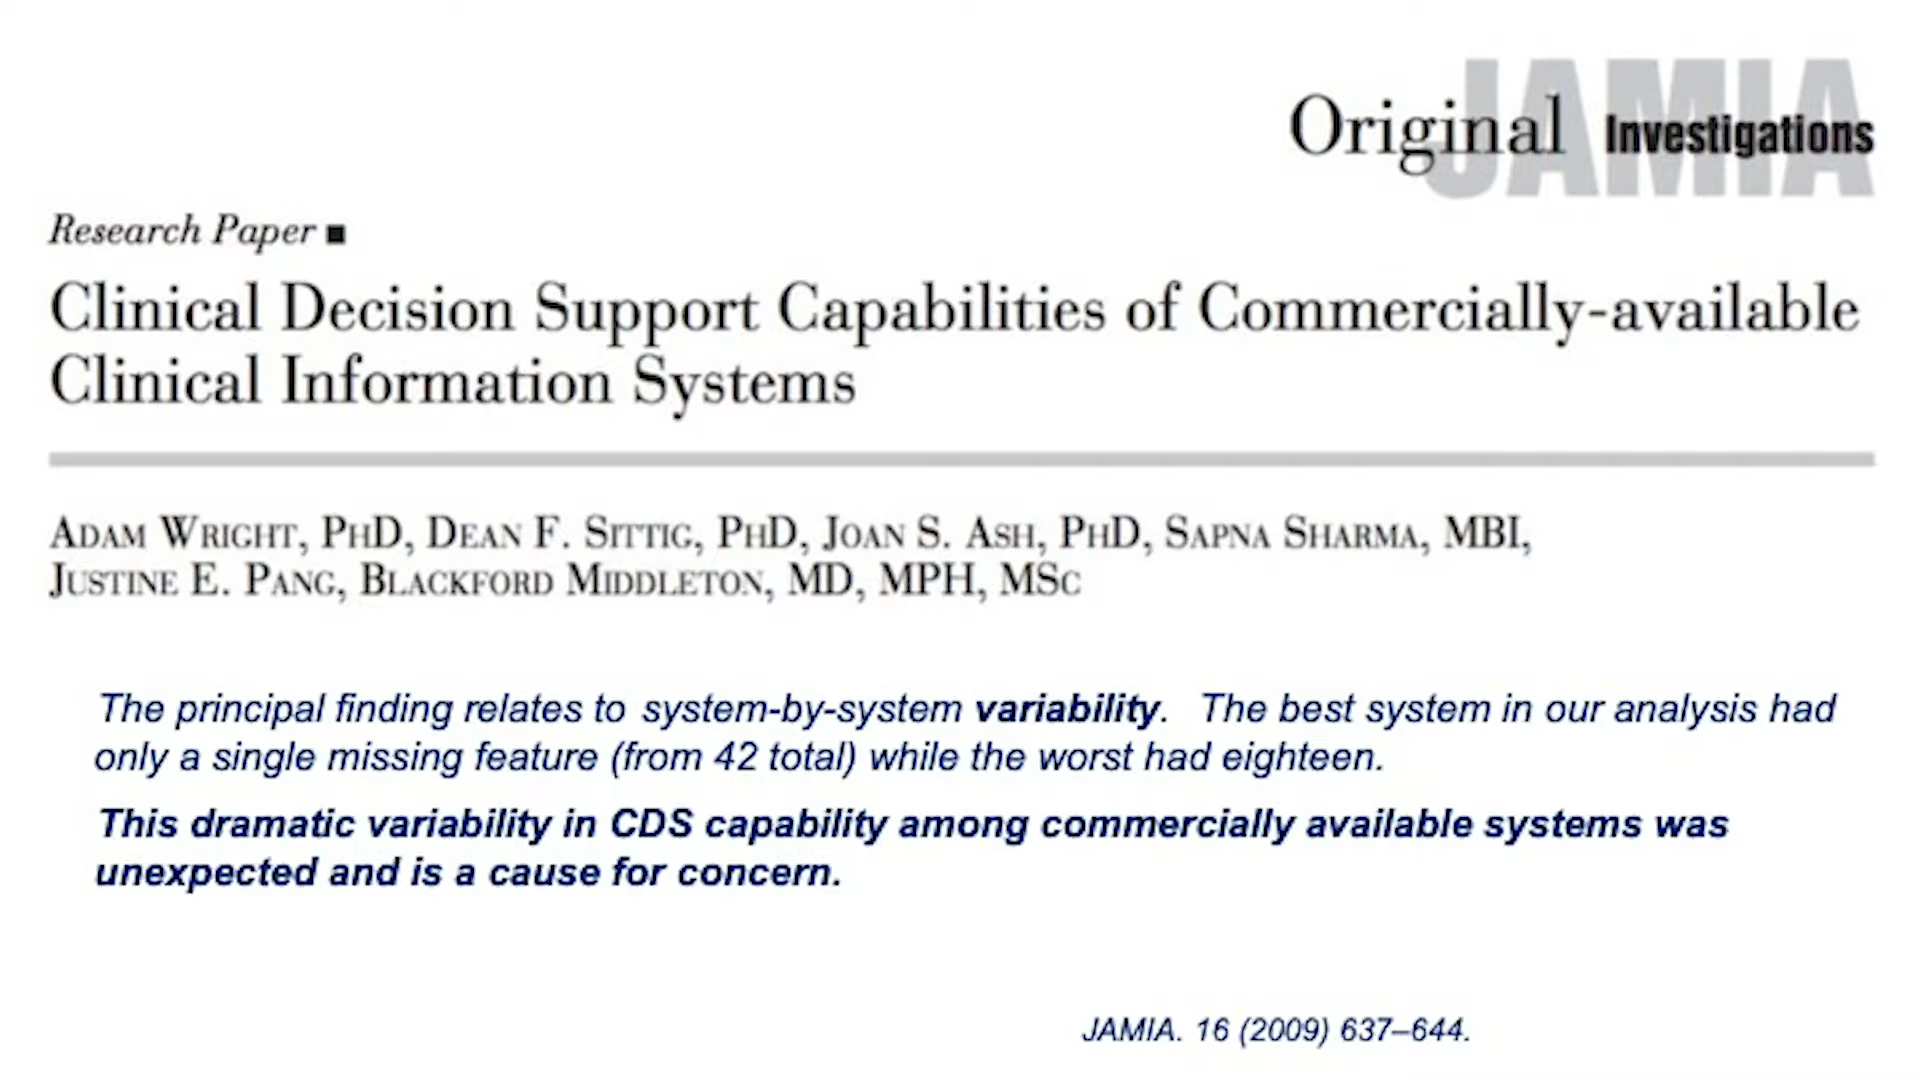 JAMIA
Original Investigations
Research Paper ■
Clinical Decision Support Capabilities of Commercially-available
Clinical Information Systems
ADAM WRIGHT, PHD, DEAN F. SITTIG, PHD, JOAN S. ASH, PHD, SAPNA SHARMA, MBI,
JUSTINE E. PANG, BLACKFORD MIDDLETON, MD, MPH, MSC
The principal finding relates to system-by-system variability. The best system in our analysis had
only a single missing feature (from 42 total) while the worst had eighteen.
This dramatic variability in CDS capability among commercially available systems was
unexpected and is a cause for concern.
JAMIA. 16 (2009) 637–644.